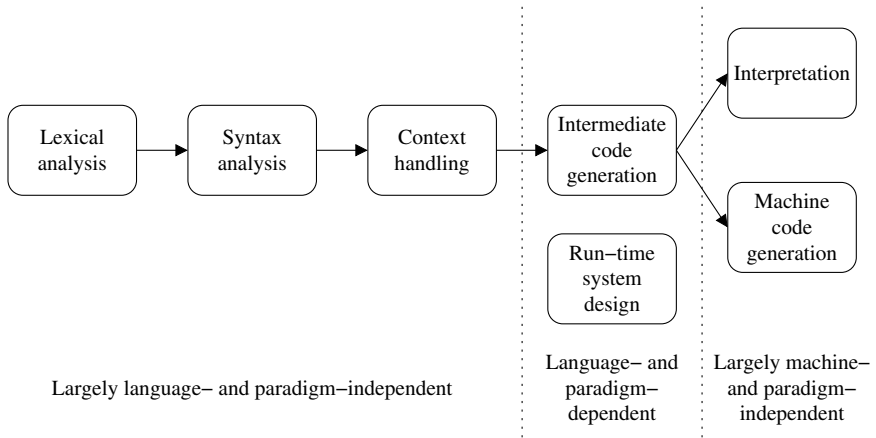 Lexical
analysis
Syntax
analysis
Context
handling
Intermediate
code
generation
Interpretation
Machine
code
generation
Run−time
system
design
Largely language− and paradigm−independent
Language− and
paradigm−
dependent
Largely machine−
and paradigm−
independent